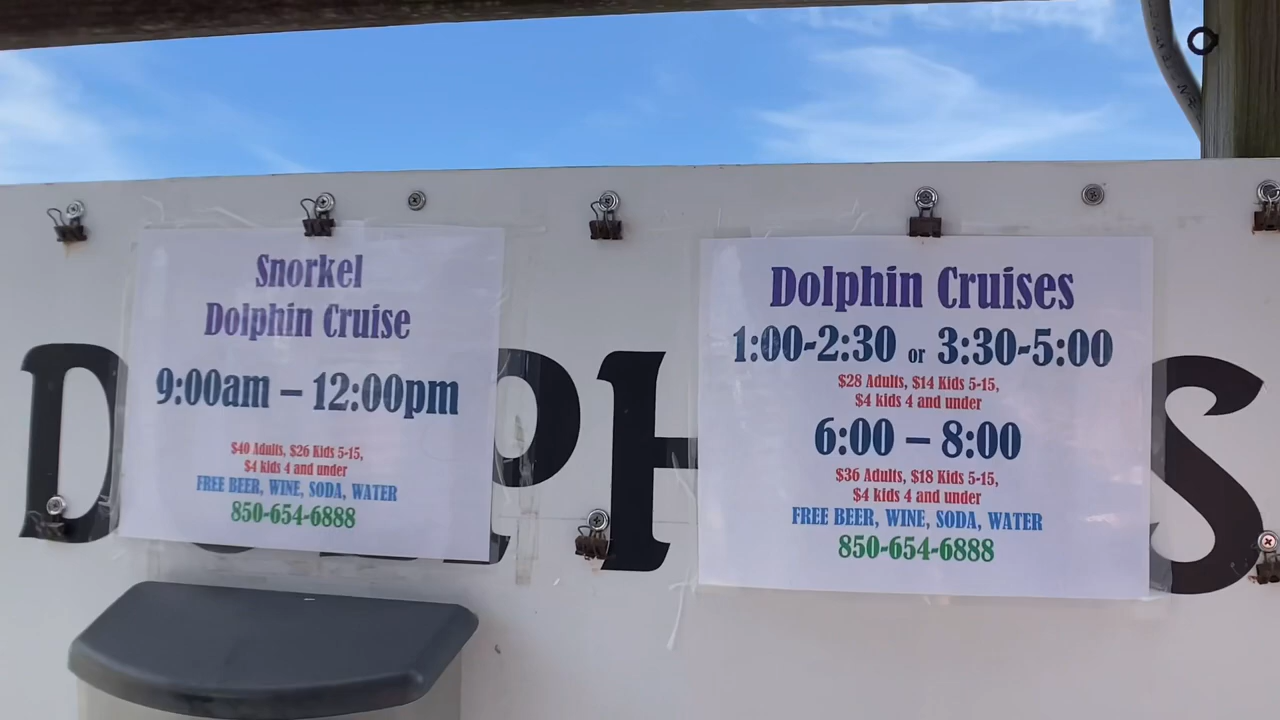 Snorkel
Dolphin Cruise
9:00am – 12:00pm
$40 Adults, $26 Kids 5-15,
$4 kids 4 and under
FREE BEER, WINE, SODA, WATER
850-654-6888
Dolphin Cruises
1:00-2:30 or 3:30-5:00
$28 Adults, $14 Kids 5-15,
$4 kids 4 and under
6:00 – 8:00
$36 Adults, $18 Kids 5-15,
$4 kids 4 and under
FREE BEER, WINE, SODA, WATER
850-654-6888